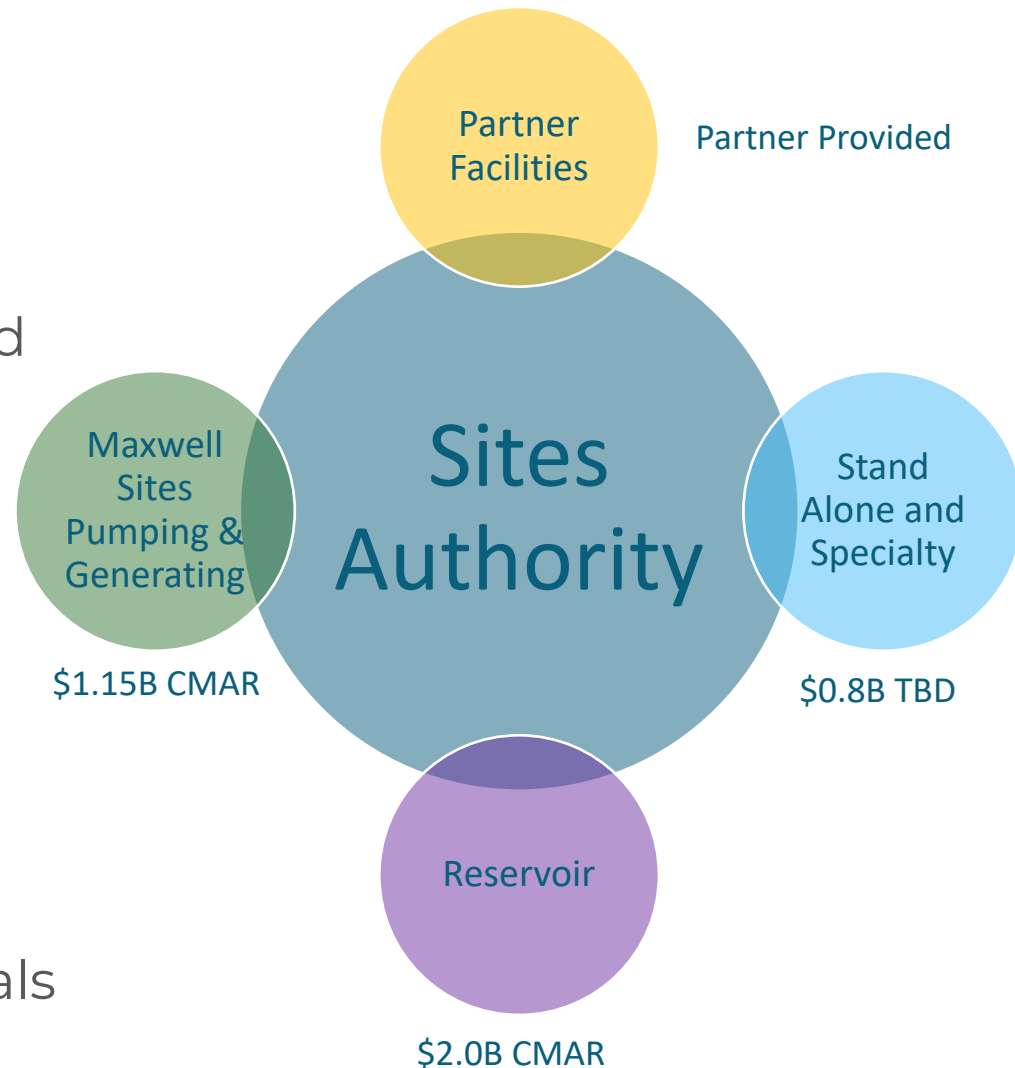 Partner
Facilities
Partner Provided
d
Maxwell
Sites
Pumping &
Generating
Sites
Authority
Stand
Alone and
Specialty
$1.15B CMAR
$0.8B TBD
Reservoir
als
$2.0B CMAR